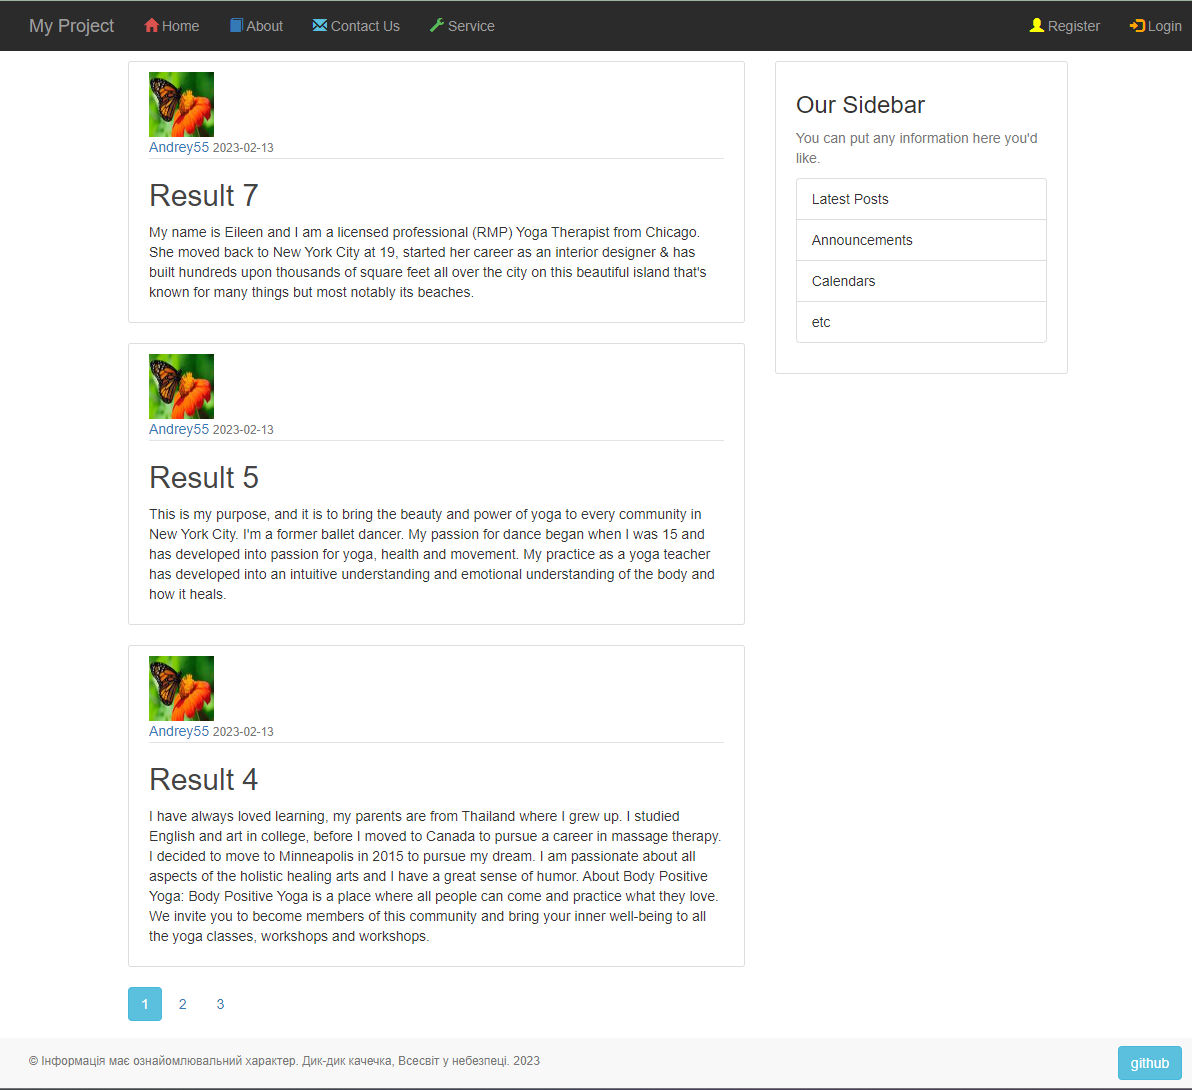 My Project Home About Contact Us Service Register Login
Andrey55 2023-02-13
Result 7
My name is Eileen and I am a licensed professional (RMP) Yoga Therapist from Chicago.
She moved back to New York City at 19, started her career as an interior designer & has
built hundreds upon thousands of square feet all over the city on this beautiful island that's
known for many things but most notably its beaches.
Andrey55 2023-02-13
Result 5
This is my purpose, and it is to bring the beauty and power of yoga to every community in
New York City. I'm a former ballet dancer. My passion for dance began when I was 15 and
has developed into passion for yoga, health and movement. My practice as a yoga teacher
has developed into an intuitive understanding and emotional understanding of the body and
how it heals.
Andrey55 2023-02-13
Result 4
I have always loved learning, my parents are from Thailand where I grew up. I studied
English and art in college, before I moved to Canada to pursue a career in massage therapy.
I decided to move to Minneapolis in 2015 to pursue my dream. I am passionate about all
aspects of the holistic healing arts and I have a great sense of humor. About Body Positive
Yoga: Body Positive Yoga is a place where all people can come and practice what they love.
We invite you to become members of this community and bring your inner well-being to all
the yoga classes, workshops and workshops.
1 2 3
Our Sidebar
You can put any information here you'd
like.
Latest Posts
Announcements
Calendars
etc
© Інформація має ознайомлювальний характер. Дик-дик качечка, Всесвіт у небезпеці. 2023
github